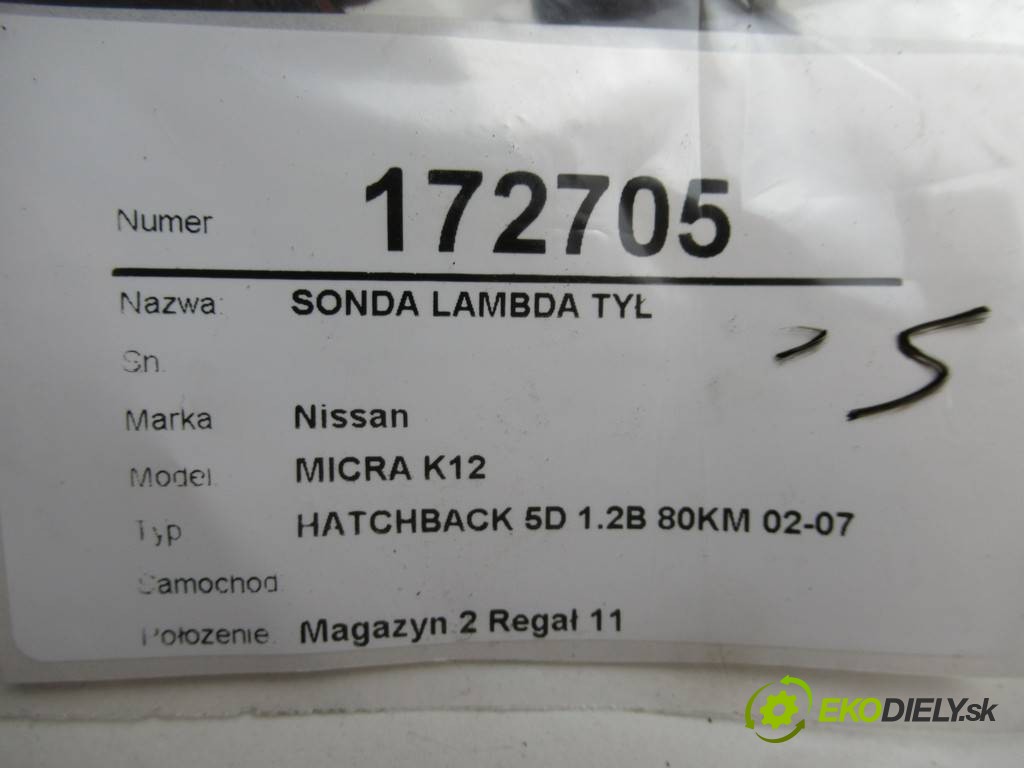 Numer 172705
Nazwa: SONDA LAMBDA TYŁ
Sn.
Marka Nissan
Model. MICRA K12
Typ HATCHBACK 5D 1.2B 80KM 02-07
Samochod
Położenie. Magazyn 2 Regał 11
5
EKODIELY.sk